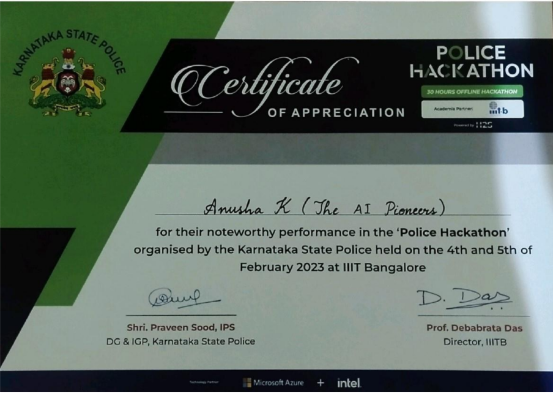 KARNATAKA STATE POLICE
Certificate
OF APPRECIATION
POLICE
HACKATHON
30 HOURS OFFLINE HACKATHON
Academic Partner:
iiit-b
Powered by
Anusha K (The AI Pioneers)
for their noteworthy performance in the 'Police Hackathon'
organised by the Karnataka State Police held on the 4th and 5th of
February 2023 at IIIT Bangalore
D. Das
Shri. Praveen Sood, IPS
DG & IGP, Karnataka State Police
Prof. Debabrata Das
Director, IIITB
Technology Partner
Microsoft Azure + intel